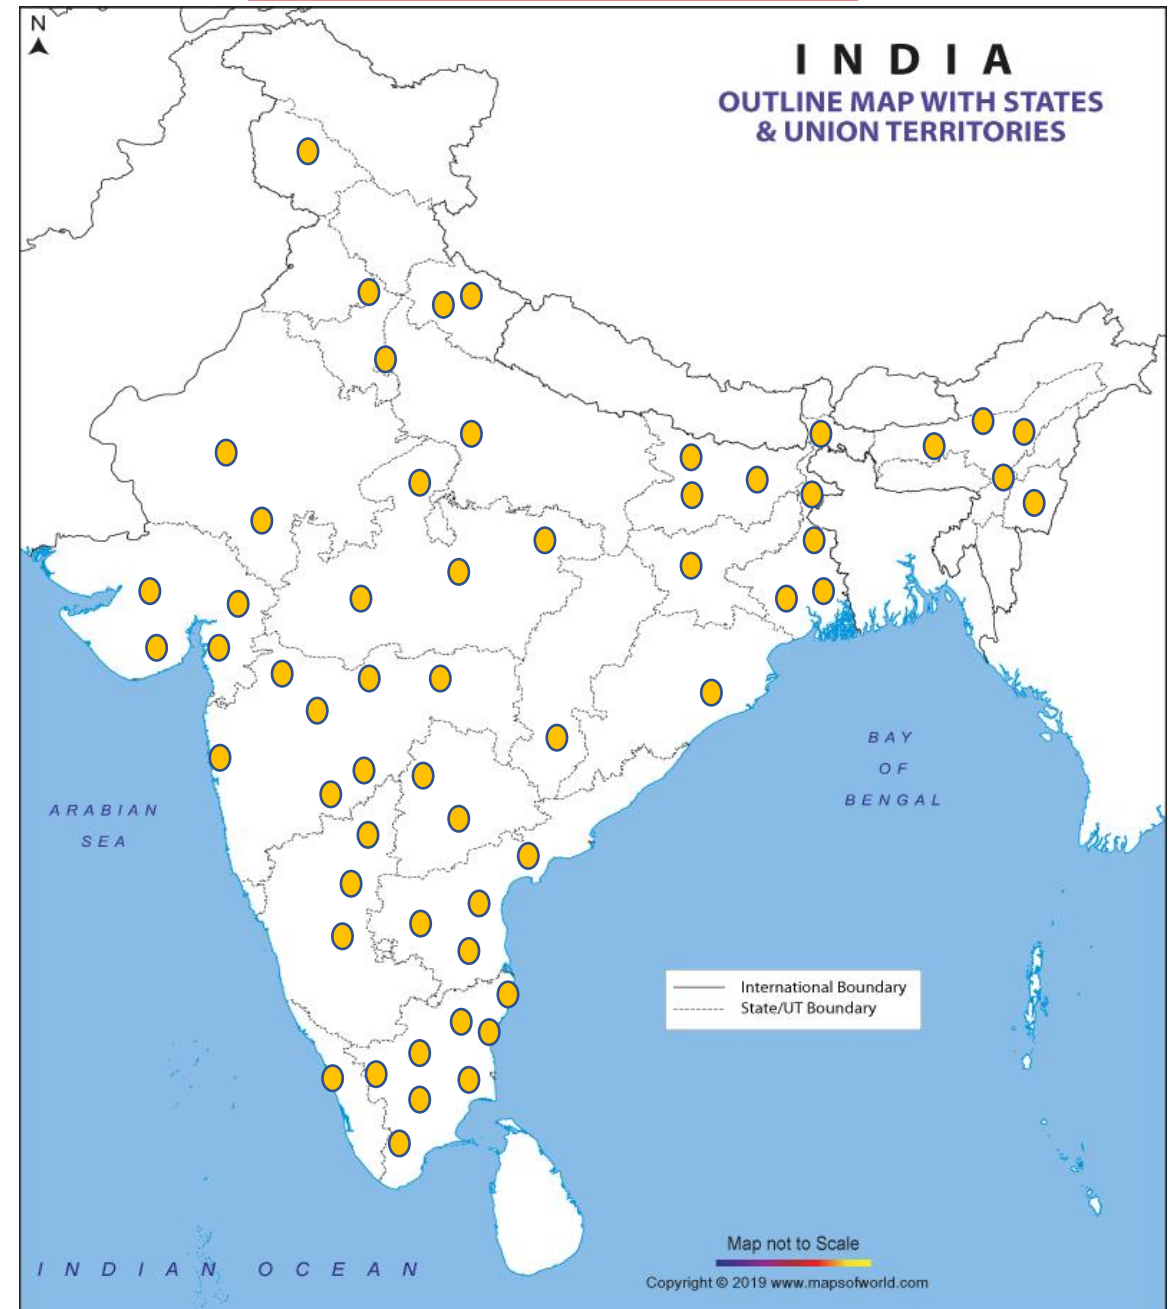 N
INDIA
OUTLINE MAP WITH STATES
& UNION TERRITORIES
BAY
OF
BENGAL
ARABIAN
SEA
International Boundary
State/UT Boundary
Map not to Scale
INDIAN OCEAN
Copyright © 2019 www.mapsofworld.com